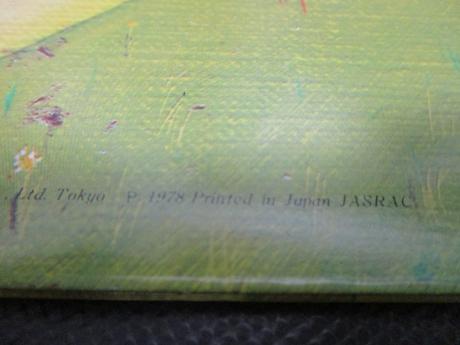 , Ltd. Tokyo P. 1978 Printed in Japan JASRAC